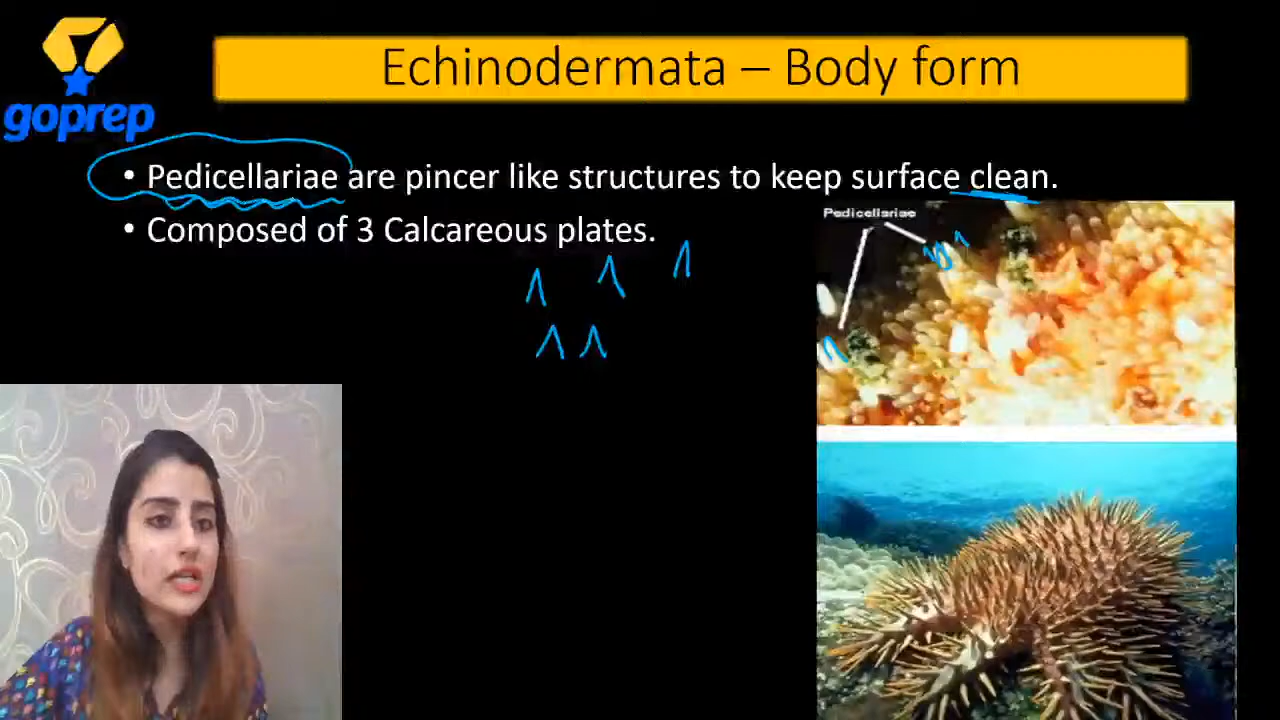 goprep
Echinodermata – Body form
• Pedicellariae are pincer like structures to keep surface clean.
• Composed of 3 Calcareous plates.
Pedicellariae